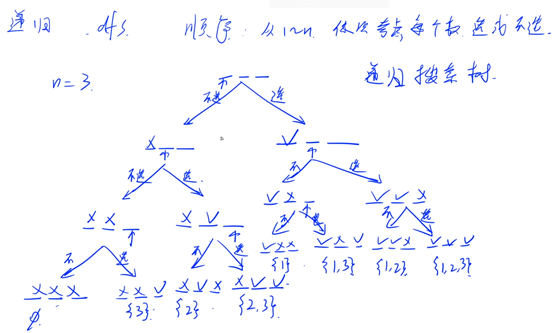 递归 dfs 顺序: 从1~n 依次考虑每个数 选或不选.
n=3. 递归搜索树.
不选 选
X _ _ V _ _
不选 选 不 选
X X _ X V _ V X _ V V X
不 选 不 选 不 选 不 选
V X X V X V V V X V V V
{1} {1,3} {1,2} {1,2,3}
X X X X X V X V X X V V
∅ {3} {2} {2,3}